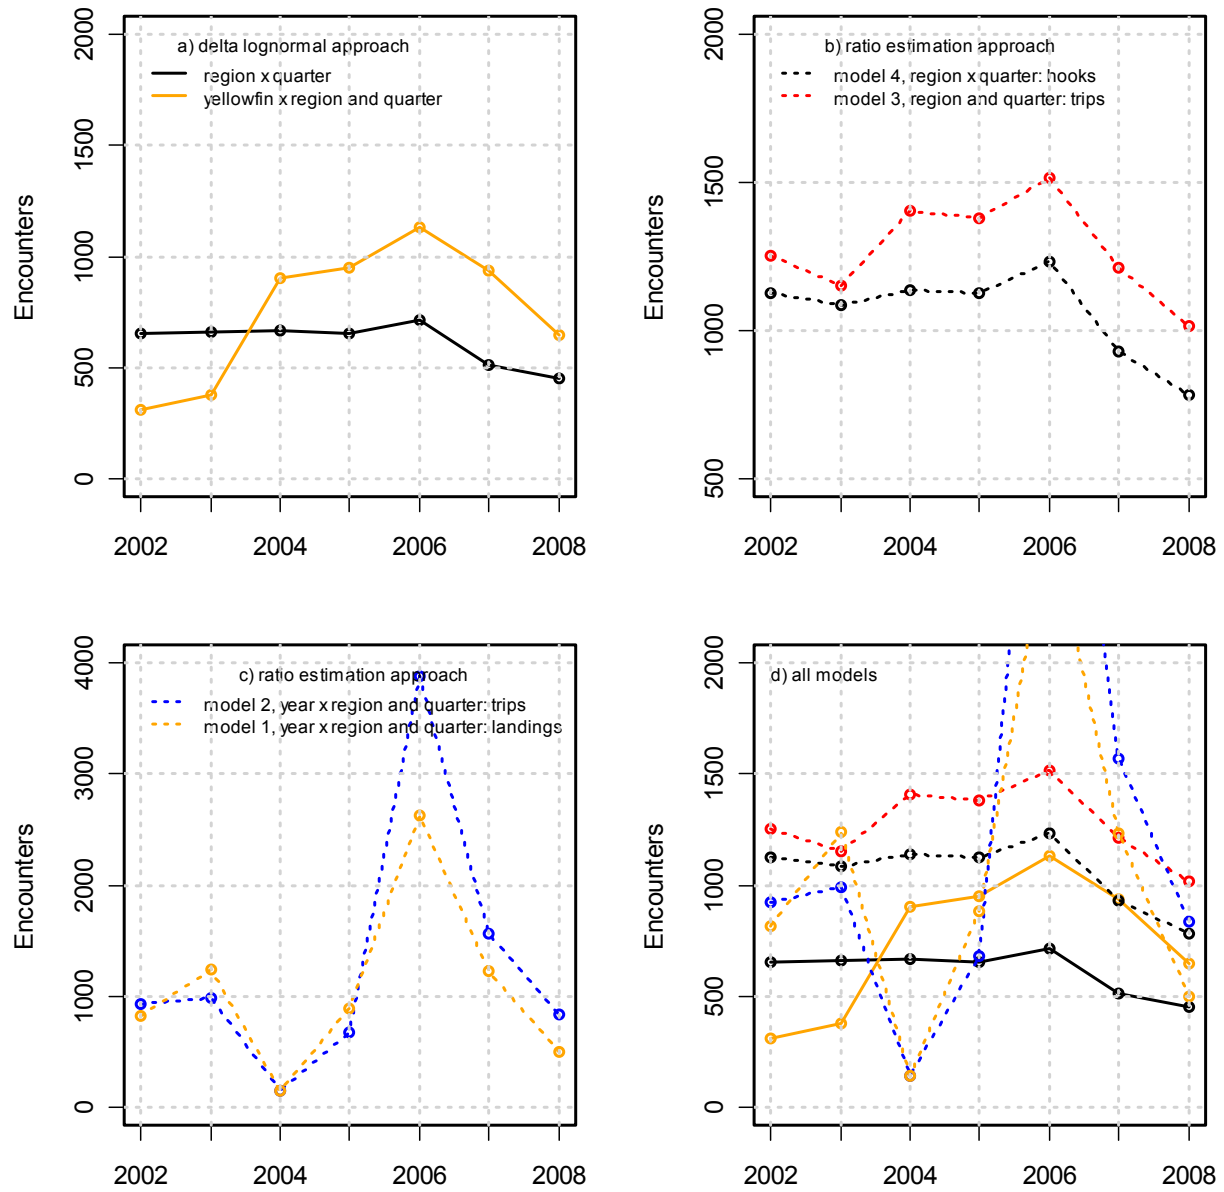 a) delta lognormal approach
region x quarter
yellowfin x region and quarter
Encounters
2000
1500
1000
500
0
2002 2004 2006 2008
b) ratio estimation approach
model 4, region x quarter: hooks
model 3, region and quarter: trips
Encounters
2000
1500
1000
500
2002 2004 2006 2008
c) ratio estimation approach
model 2, year x region and quarter: trips
model 1, year x region and quarter: landings
Encounters
4000
3000
2000
1000
0
2002 2004 2006 2008
d) all models
Encounters
2000
1500
1000
500
0
2002 2004 2006 2008